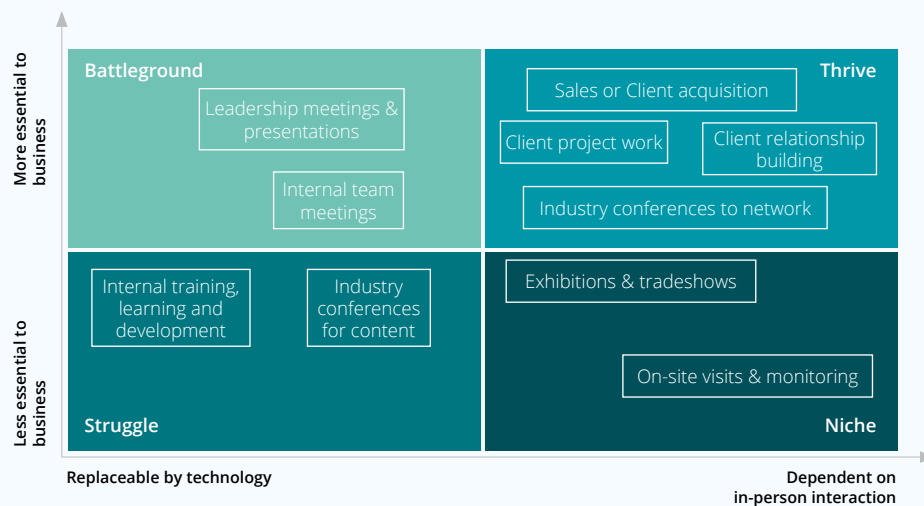 More essential to
business
Less essential to
business
Battleground
Leadership meetings &
presentations
Internal team
meetings
Thrive
Sales or Client acquisition
Client project work
Client relationship
building
Industry conferences to network
Internal training,
learning and
development
Industry
conferences
for content
Struggle
Exhibitions & tradeshows
On-site visits & monitoring
Niche
Replaceable by technology
Dependent on
in-person interaction